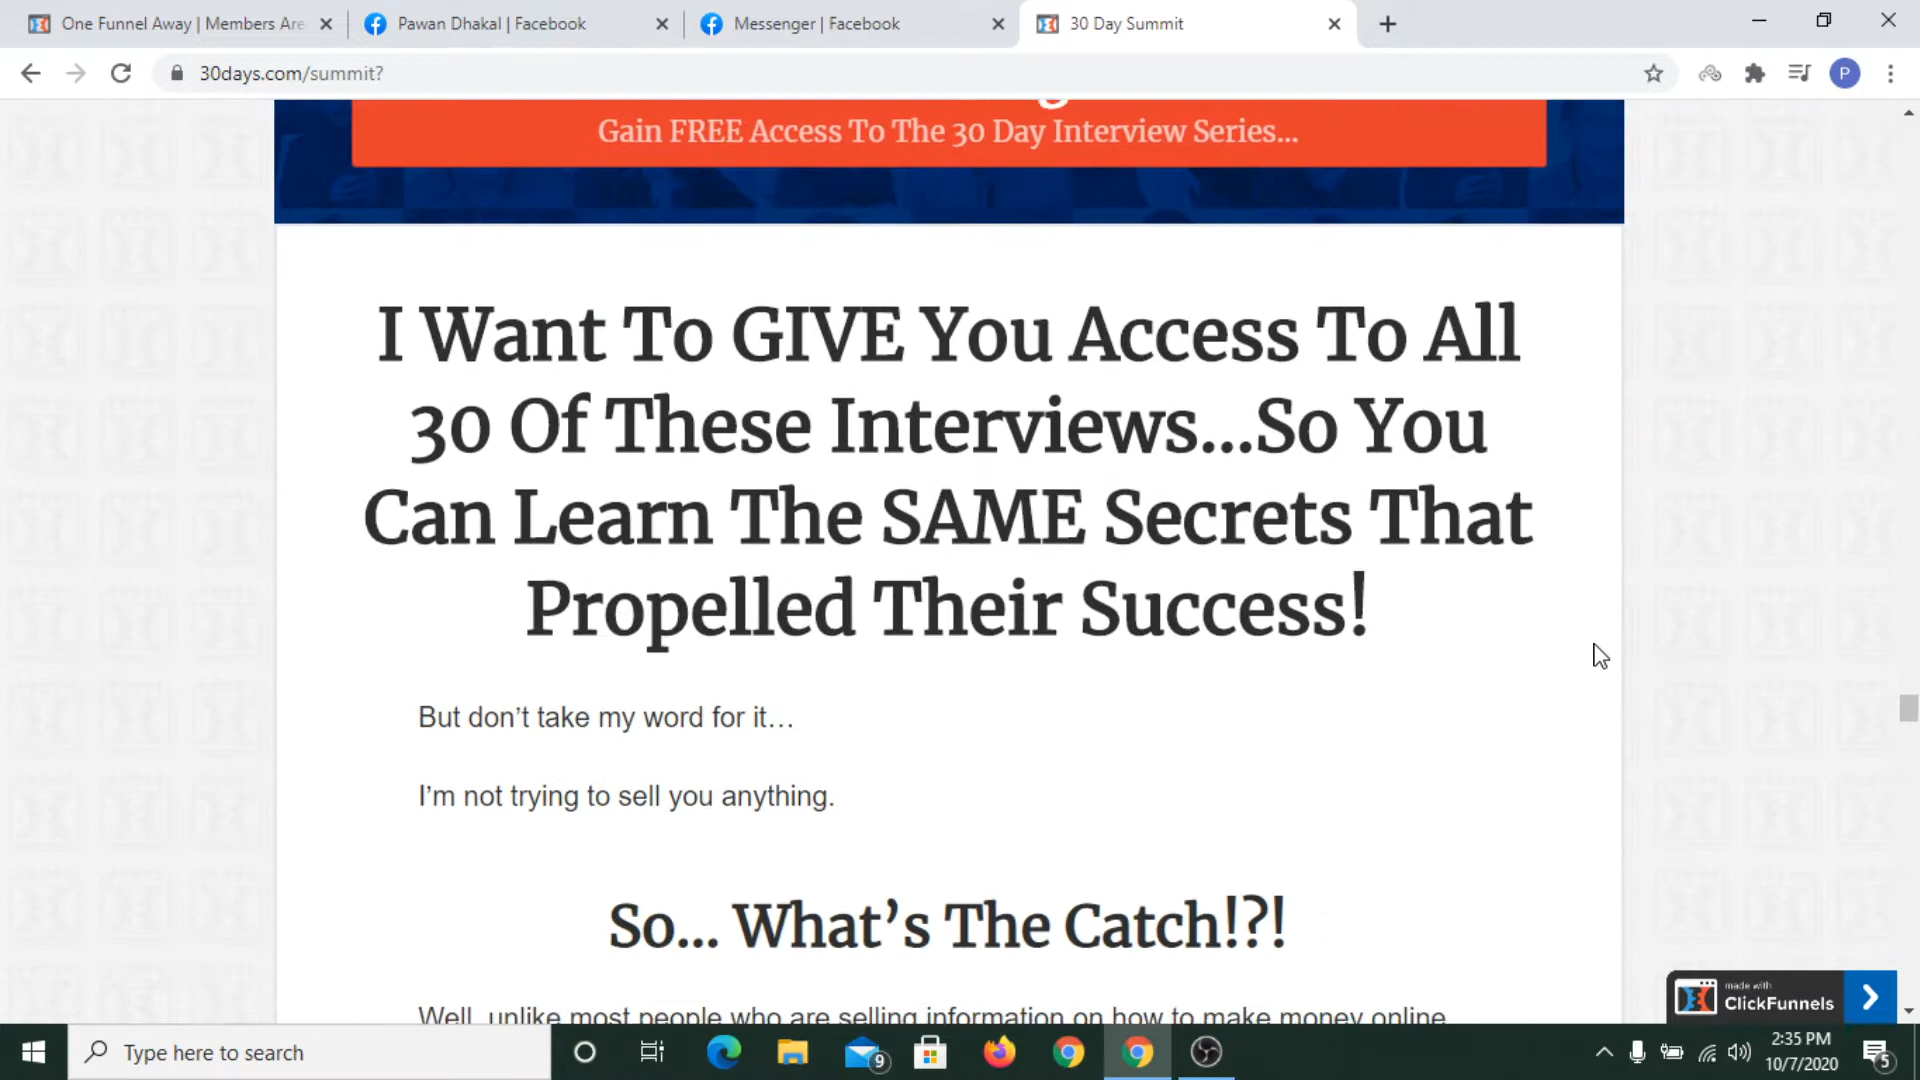 One Funnel Away | Members Are
Pawan Dhakal | Facebook
Messenger | Facebook
30 Day Summit
30days.com/summit?
P
Gain FREE Access To The 30 Day Interview Series...
I Want To GIVE You Access To All
30 Of These Interviews...So You
Can Learn The SAME Secrets That
Propelled Their Success!
But don’t take my word for it…
I’m not trying to sell you anything.
So... What’s The Catch!?!
Well, unlike most people who are selling information on how to make money online
made with
ClickFunnels
Type here to search
9
2:35 PM
10/7/2020
5